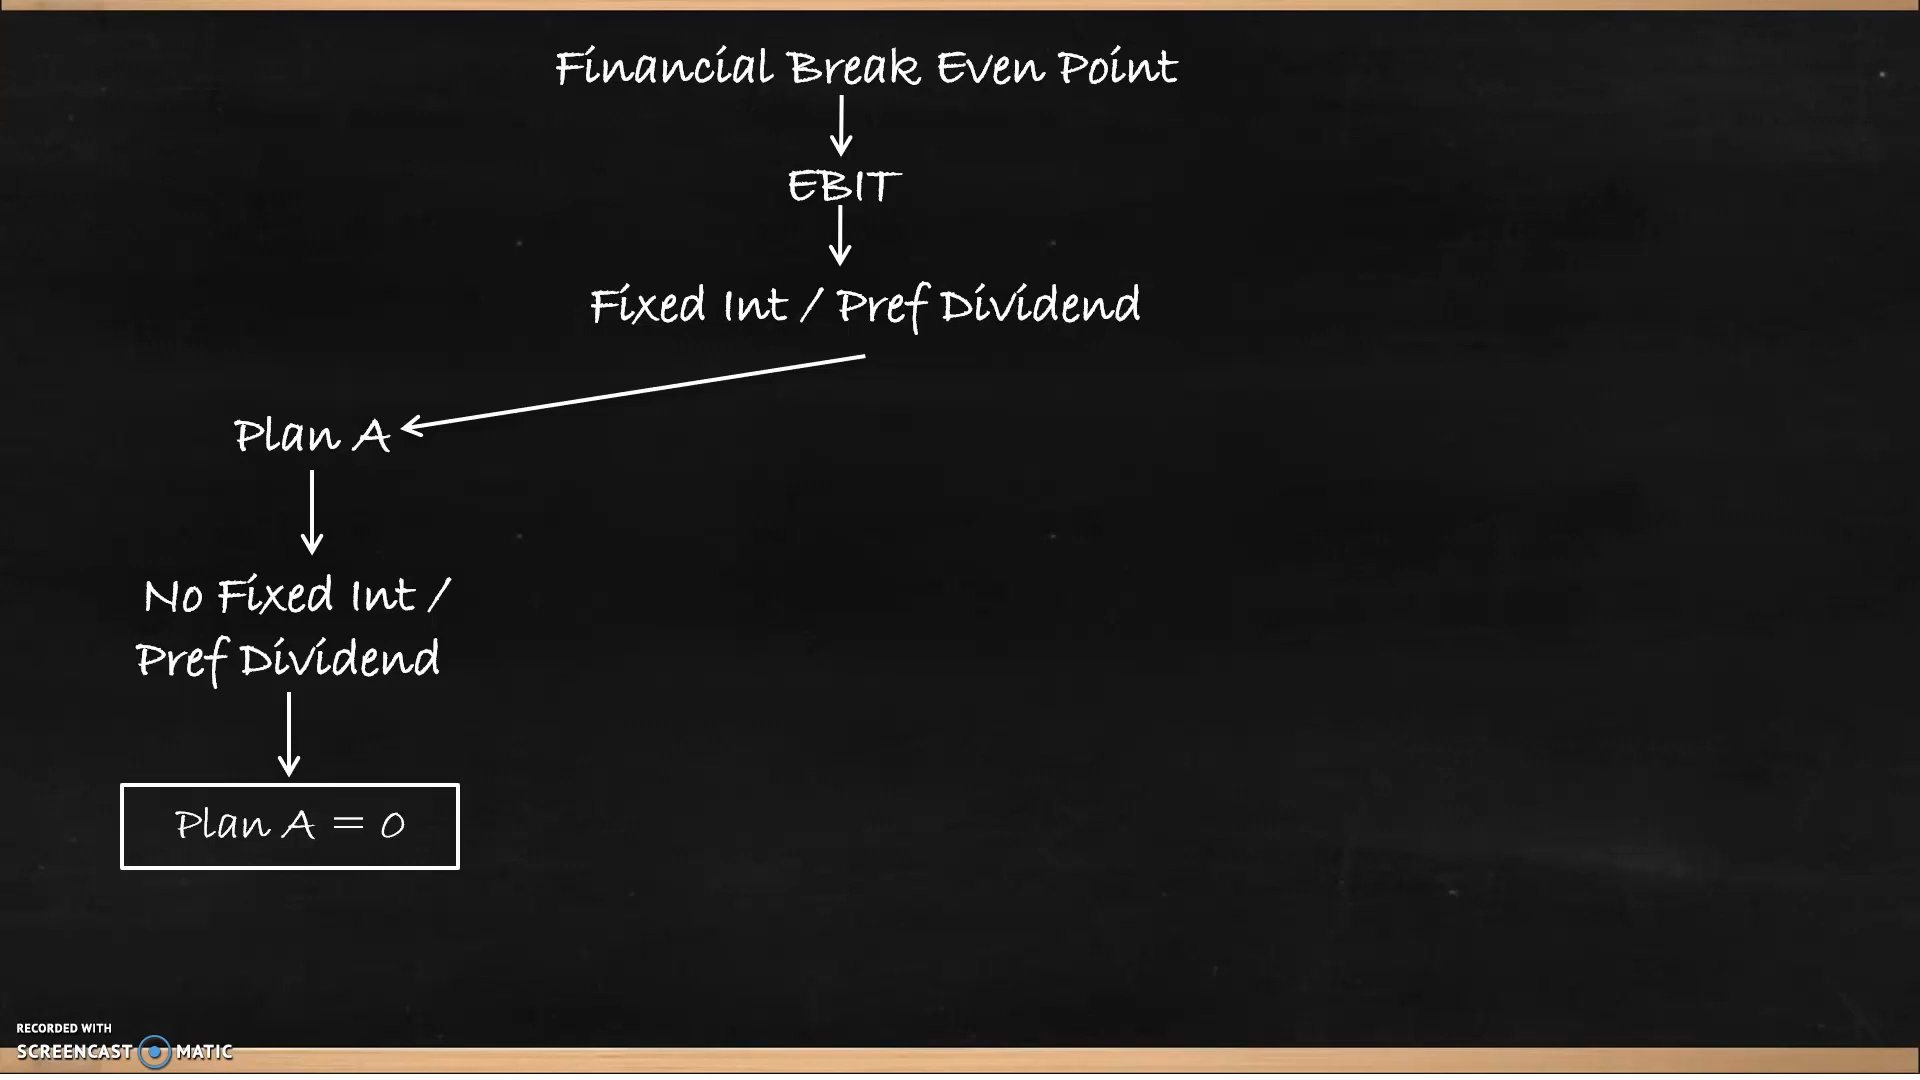 Financial Break Even Point
EBIT
Fixed Int / Pref Dividend
Plan A
No Fixed Int /
Pref Dividend
Plan A = 0
RECORDED WITH
SCREENCAST MATIC